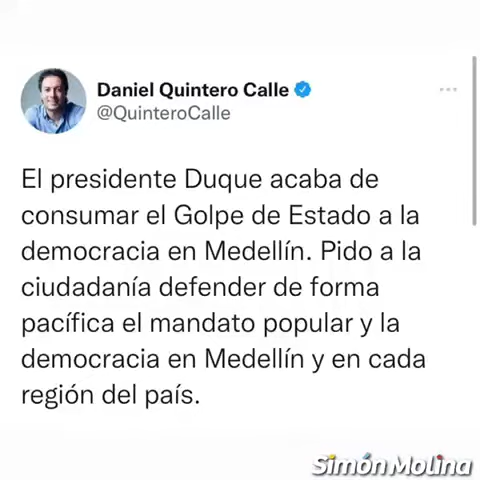 Daniel Quintero Calle
@QuinteroCalle
El presidente Duque acaba de
consumar el Golpe de Estado a la
democracia en Medellín. Pido a la
ciudadanía defender de forma
pacífica el mandato popular y la
democracia en Medellín y en cada
región del país.
Simón Molina